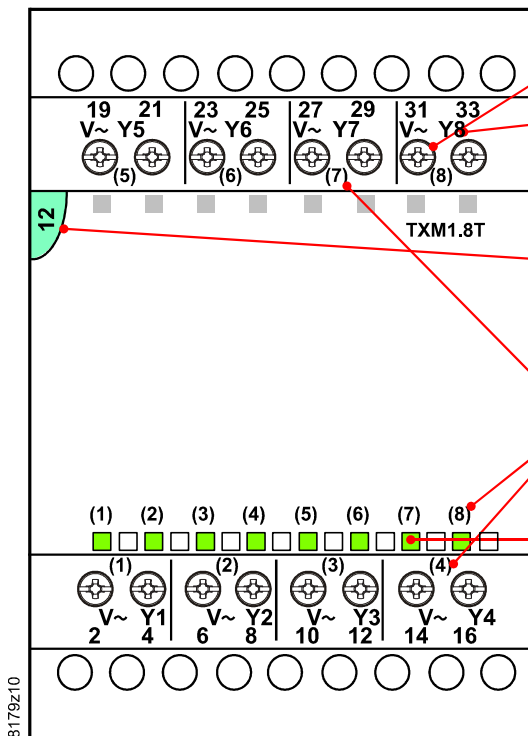 19 21 23 25 27 29 31 33
V~ Y5 V~ Y6 V~ Y7 V~ Y8
(5) (6) (7) (8)
12
TXM1.8T
(1) (2) (3) (4) (5) (6) (7) (8)
(1) (2) (3) (4)
V~ Y1 V~ Y2 V~ Y3 V~ Y4
2 4 6 8 10 12 14 16
8179z10